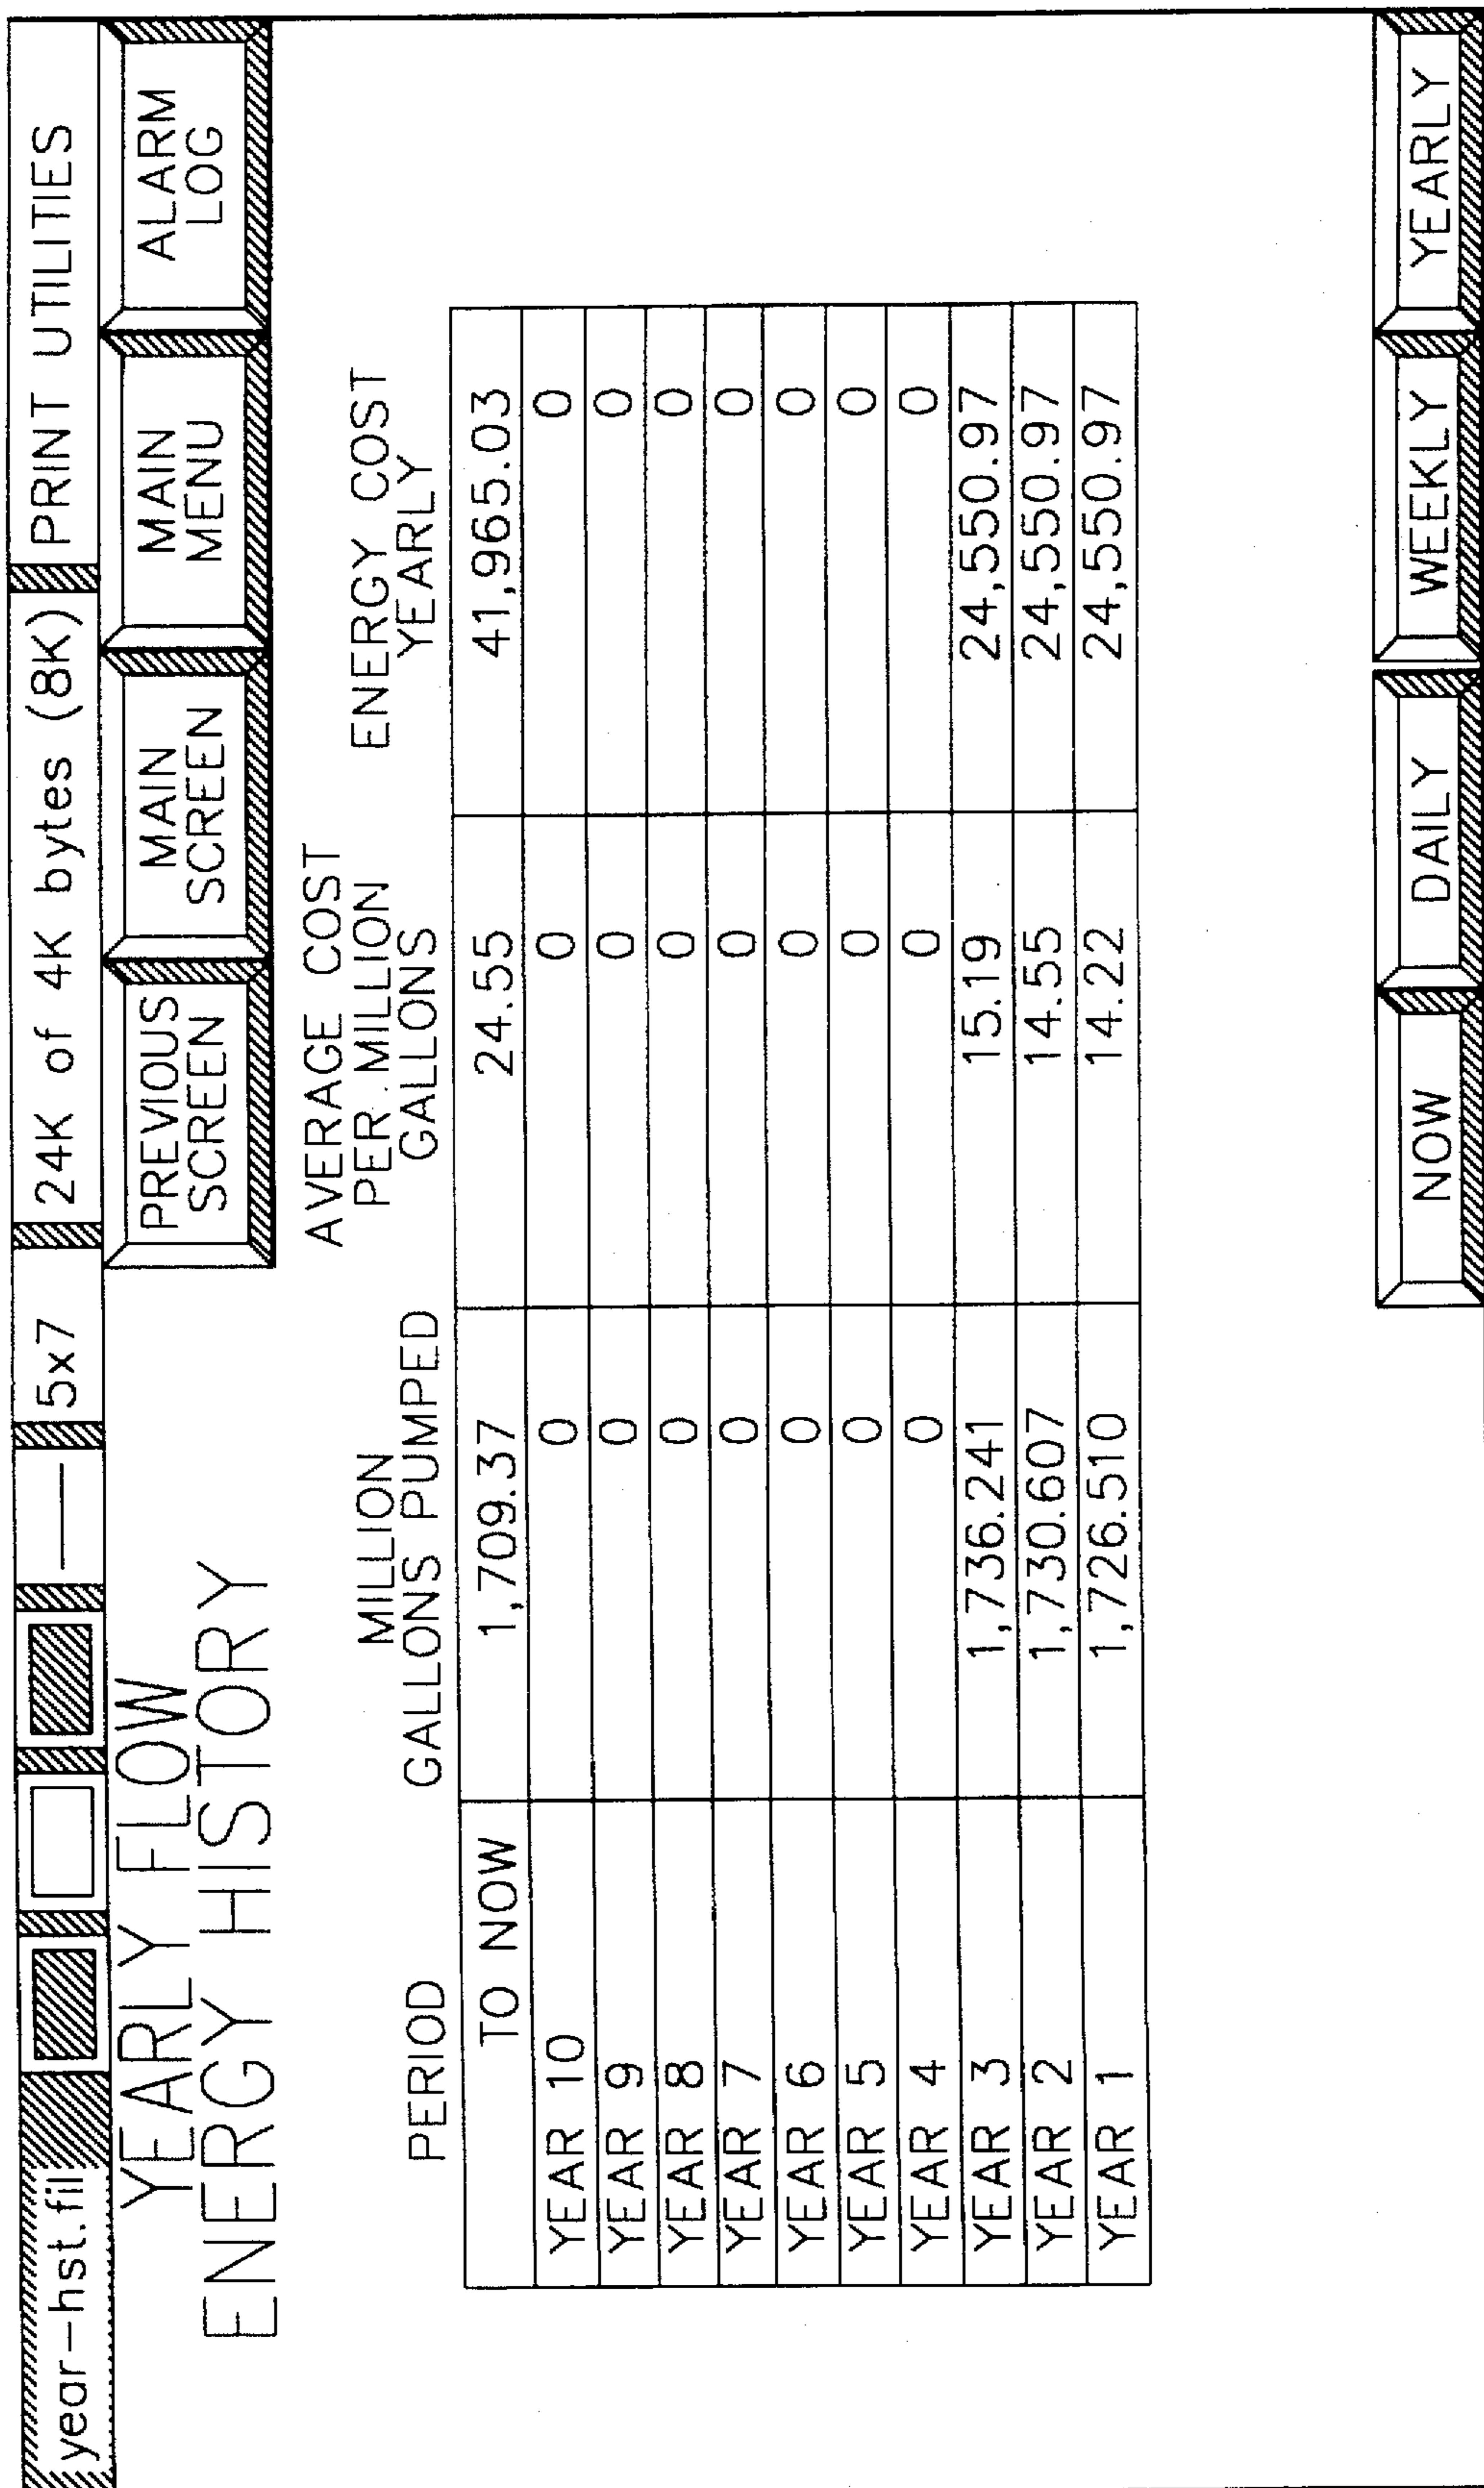 year-hst.fil 5x7 24K of 4K bytes (8K) PRINT UTILITIES
YEARLY FLOW
ENERGY HISTORY
PREVIOUS
SCREEN
MAIN
SCREEN
MAIN
MENU
ALARM
LOG
PERIOD
MILLION
GALLONS PUMPED
AVERAGE COST
PER MILLION
GALLONS
ENERGY COST
YEARLY
TO NOW 1,709.37 24.55 41,965.03
YEAR 10 0 0 0
YEAR 9 0 0 0
YEAR 8 0 0 0
YEAR 7 0 0 0
YEAR 6 0 0 0
YEAR 5 0 0 0
YEAR 4 0 0 0
YEAR 3 1,736.241 15.19 24,550.97
YEAR 2 1,730.607 14.55 24,550.97
YEAR 1 1,726.510 14.22 24,550.97
NOW DAILY WEEKLY YEARLY